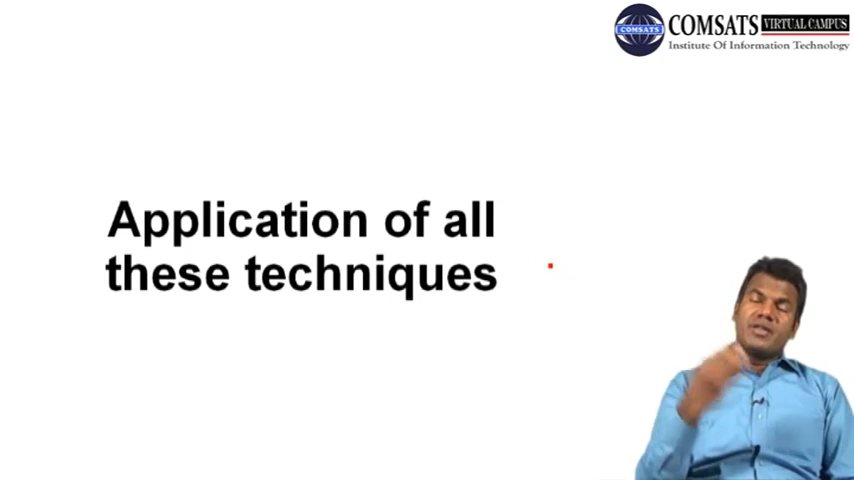 COMSATS VIRTUAL CAMPUS
Institute Of Information Technology
COMSATS
Application of all
these techniques